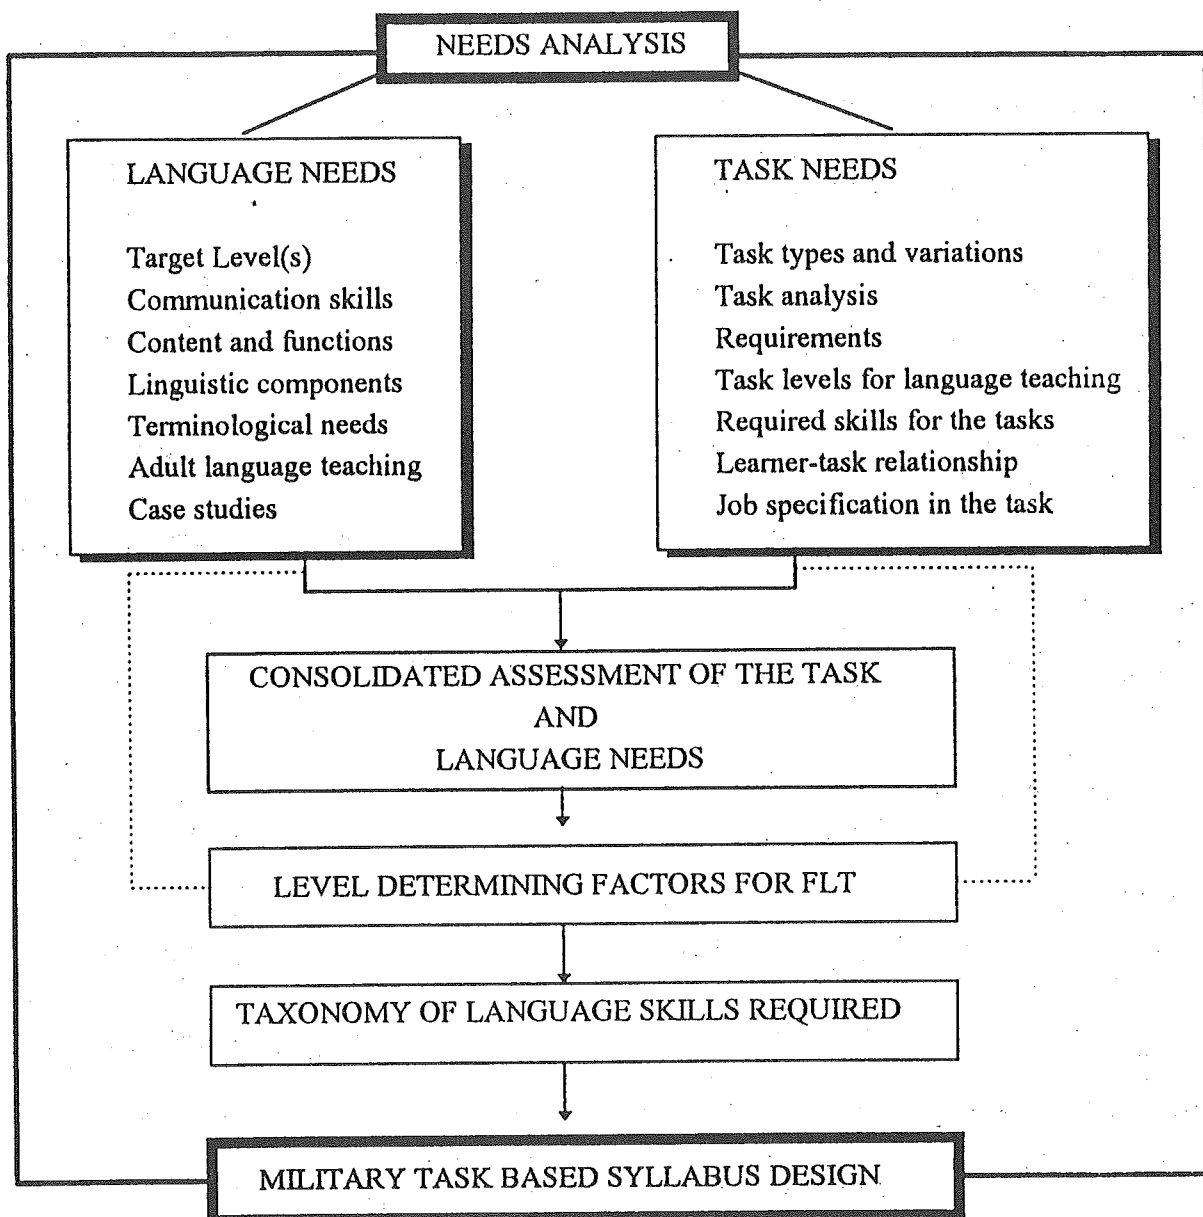 NEEDS ANALYSIS
LANGUAGE NEEDS
Target Level(s)
Communication skills
Content and functions
Linguistic components
Terminological needs
Adult language teaching
Case studies
TASK NEEDS
Task types and variations
Task analysis
Requirements
Task levels for language teaching
Required skills for the tasks
Learner-task relationship
Job specification in the task
CONSOLIDATED ASSESSMENT OF THE TASK
AND
LANGUAGE NEEDS
LEVEL DETERMINING FACTORS FOR FLT
TAXONOMY OF LANGUAGE SKILLS REQUIRED
MILITARY TASK BASED SYLLABUS DESIGN